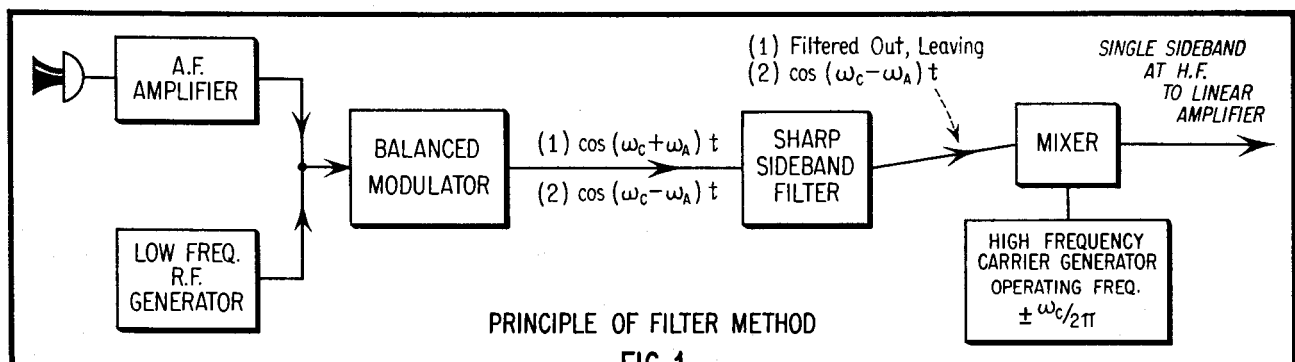 A.F.
AMPLIFIER
LOW FREQ.
R.F.
GENERATOR
BALANCED
MODULATOR
(1) cos (ω_C+ω_A) t
(2) cos (ω_C−ω_A) t
SHARP
SIDEBAND
FILTER
(1) Filtered Out, Leaving
(2) cos (ω_C−ω_A) t
MIXER
HIGH FREQUENCY
CARRIER GENERATOR
OPERATING FREQ.
± ω_C/2π
SINGLE SIDEBAND
AT H.F.
TO LINEAR
AMPLIFIER
PRINCIPLE OF FILTER METHOD
FIG. 1